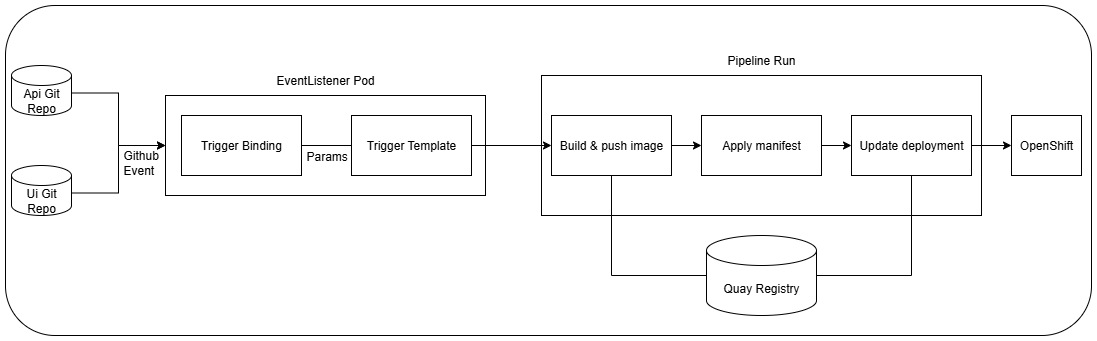 Api Git
Repo
Ui Git
Repo
Github
Event
EventListener Pod
Trigger Binding
Params
Trigger Template
Pipeline Run
Build & push image
Apply manifest
Update deployment
OpenShift
Quay Registry